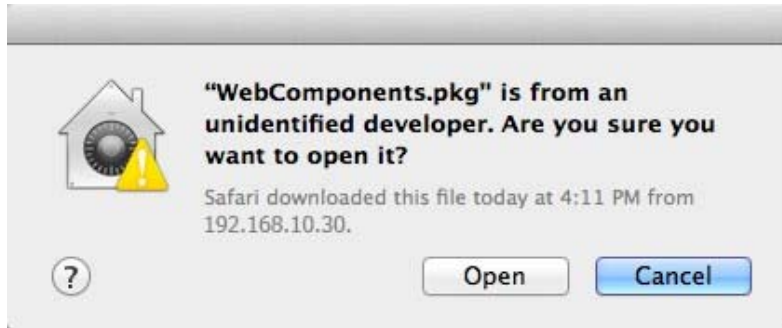 “WebComponents.pkg" is from an
unidentified developer. Are you sure you
want to open it?
Safari downloaded this file today at 4:11 PM from
192.168.10.30.
?
Open
Cancel